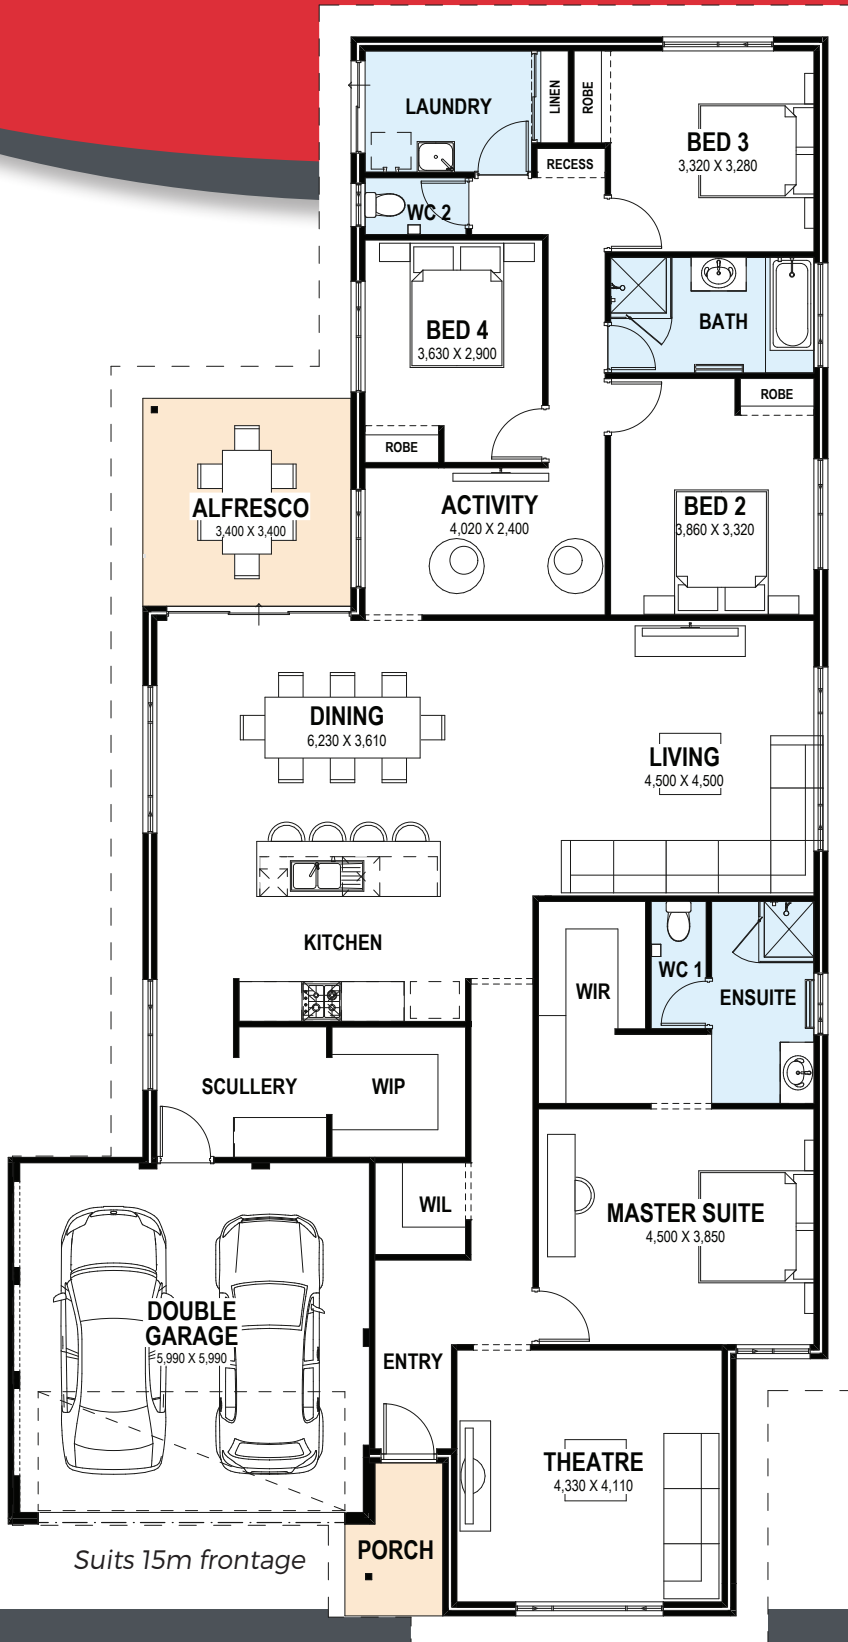 LAUNDRY
LINEN
ROBE
BED 3
3,320 X 3,280
RECESS
WC 2
BATH
BED 4
3,630 X 2,900
ROBE
ROBE
ALFRESCO
3,400 X 3,400
ACTIVITY
4,020 X 2,400
BED 2
3,860 X 3,320
DINING
6,230 X 3,610
LIVING
4,500 X 4,500
KITCHEN
WIR
WC 1
ENSUITE
SCULLERY
WIP
WIL
MASTER SUITE
4,500 X 3,850
DOUBLE
GARAGE
5,990 X 5,990
ENTRY
THEATRE
4,330 X 4,110
PORCH
Suits 15m frontage